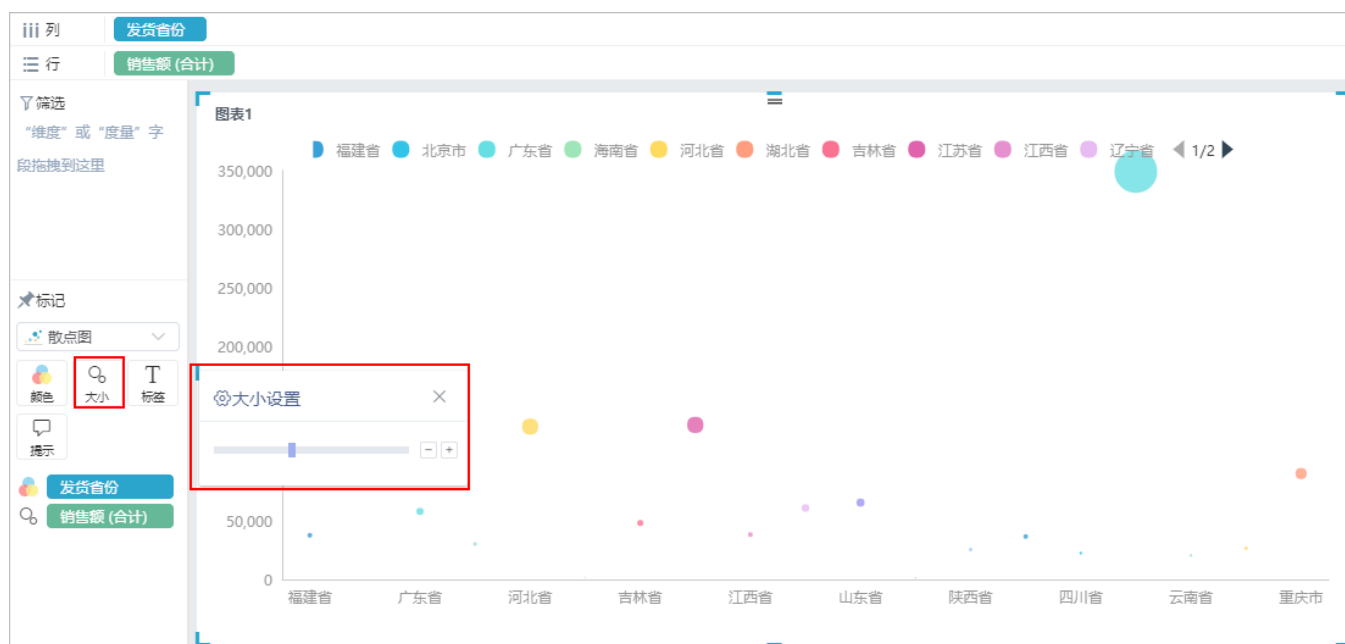 列 发货省份
行 销售额 (合计)
筛选
“维度” 或 “度量” 字
段拖拽到这里
图表1
福建省 北京市 广东省 海南省 河北省 湖北省 吉林省 江苏省 江西省 辽宁省 1/2
350,000
300,000
250,000
200,000
标记
散点图
颜色 大小 标签
提示
大小设置
发货省份
销售额 (合计)
50,000
0
福建省 广东省 河北省 吉林省 江西省 山东省 陕西省 四川省 云南省 重庆市